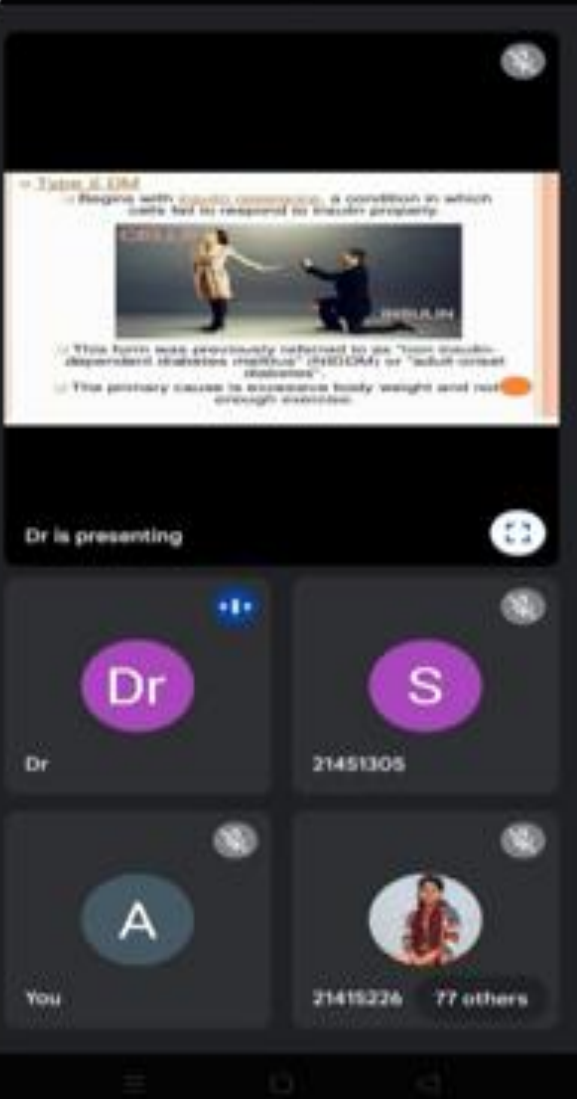 Type II DM
Begins with insulin resistance, a condition in which
cells fail to respond to insulin properly.
CELLS
INSULIN
This form was previously referred to as "non insulin-
dependent diabetes mellitus" (NIDDM) or "adult-onset
diabetes".
The primary cause is excessive body weight and not
enough exercise.
Dr is presenting
Dr
S
Dr
21451305
A
You
21415226
77 others